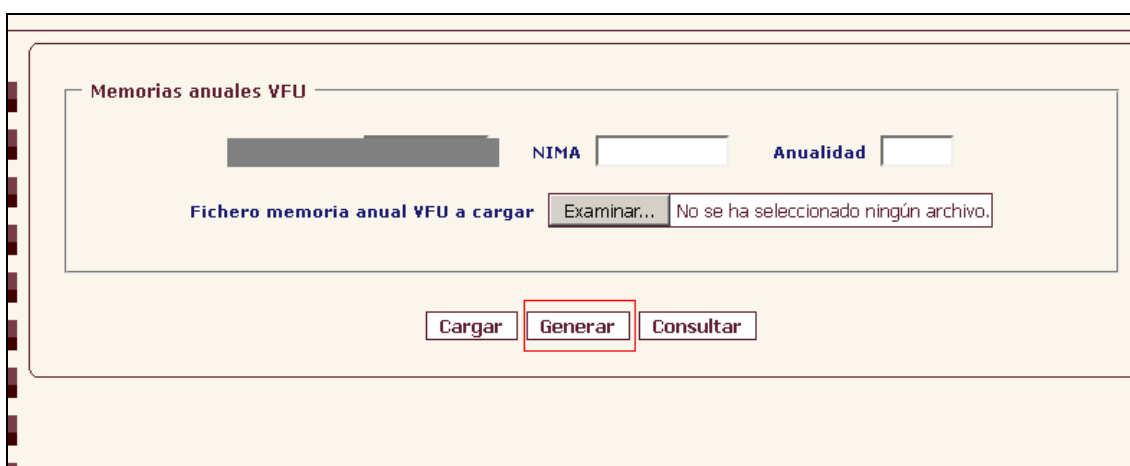 Memorias anuales VFU
NIMA Anualidad
Fichero memoria anual VFU a cargar Examinar... No se ha seleccionado ningún archivo.
Cargar Generar Consultar